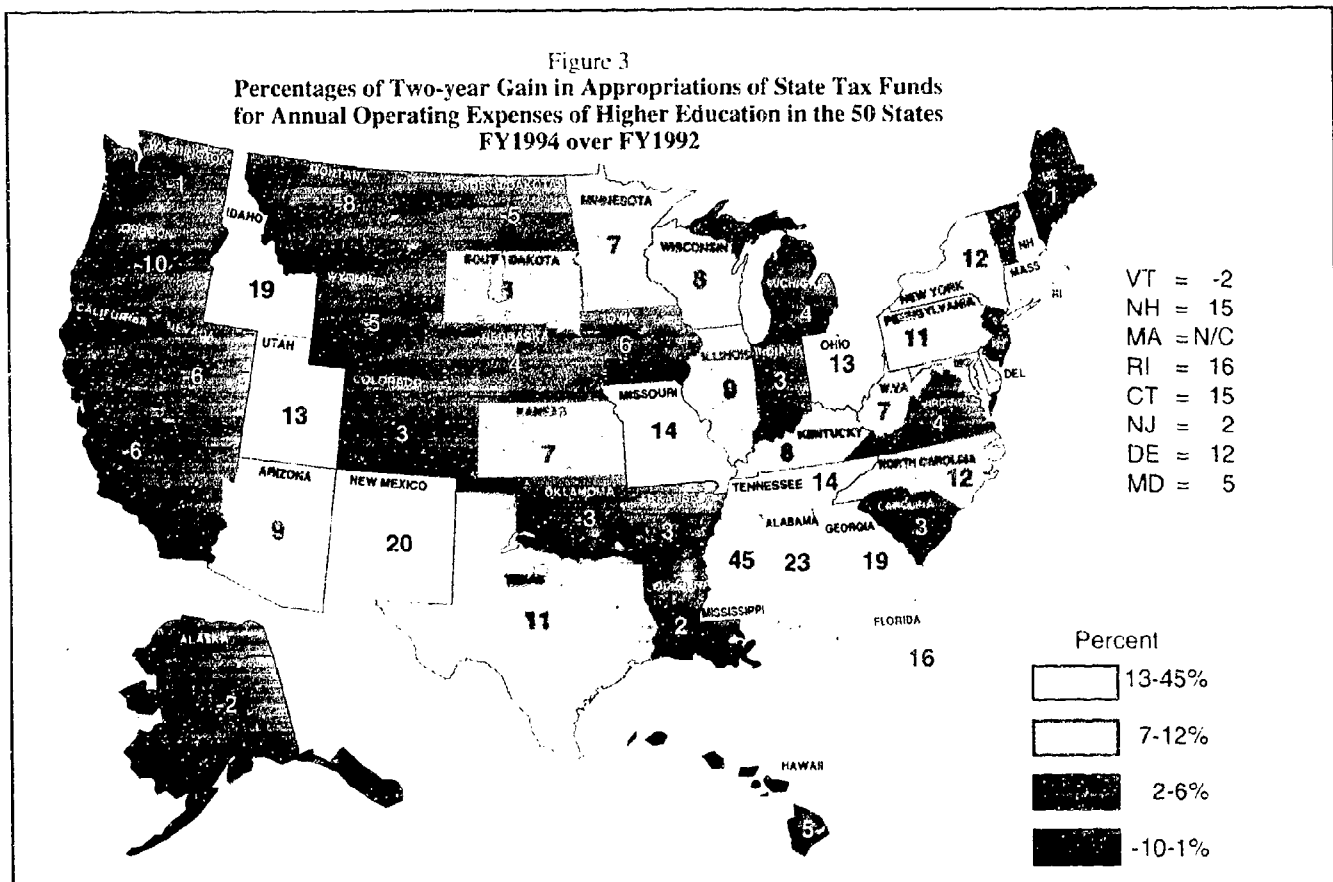 Figure 3
Percentages of Two-year Gain in Appropriations of State Tax Funds
for Annual Operating Expenses of Higher Education in the 50 States
FY1994 over FY1992
WASHINGTON
1
MONTANA
-8
NORTH DAKOTA
-5
MINNESOTA
7
IDAHO
19
OREGON
-10
WYOMING
-5
SOUTH DAKOTA
WISCONSIN
8
MICHIGAN
4
1
NH
12
NEW YORK
MASS
RI
PENNSYLVANIA
11
CALIFORNIA
-6
6
UTAH
13
COLORADO
3
4
IOWA
6
ILLINOIS
9
INDIANA
3
OHIO
13
W.VA
7
DEL
VIRGINIA
4
KANSAS
7
MISSOURI
14
KENTUCKY
NORTH CAROLINA
12
TENNESSEE 14
ARIZONA
9
NEW MEXICO
20
OKLAHOMA
-3
ARKANSAS
3
CAROLINA
3
ALABAMA
23
GEORGIA
19
45
MISSISSIPPI
TEXAS
11
LOUISIANA
2
FLORIDA
16
ALASKA
-2
HAWAII
5
VT = -2
NH = 15
MA = N/C
RI = 16
CT = 15
NJ = 2
DE = 12
MD = 5
Percent
13-45%
7-12%
2-6%
-10-1%